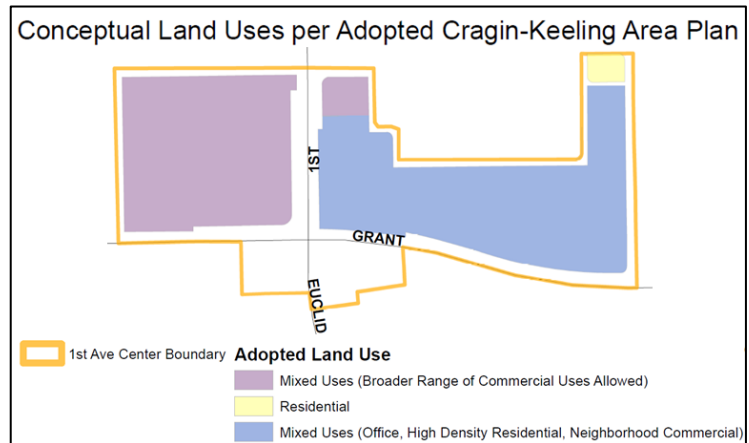 Conceptual Land Uses per Adopted Cragin-Keeling Area Plan
1ST
GRANT
EUCLID
1st Ave Center Boundary
Adopted Land Use
Mixed Uses (Broader Range of Commercial Uses Allowed)
Residential
Mixed Uses (Office, High Density Residential, Neighborhood Commercial)